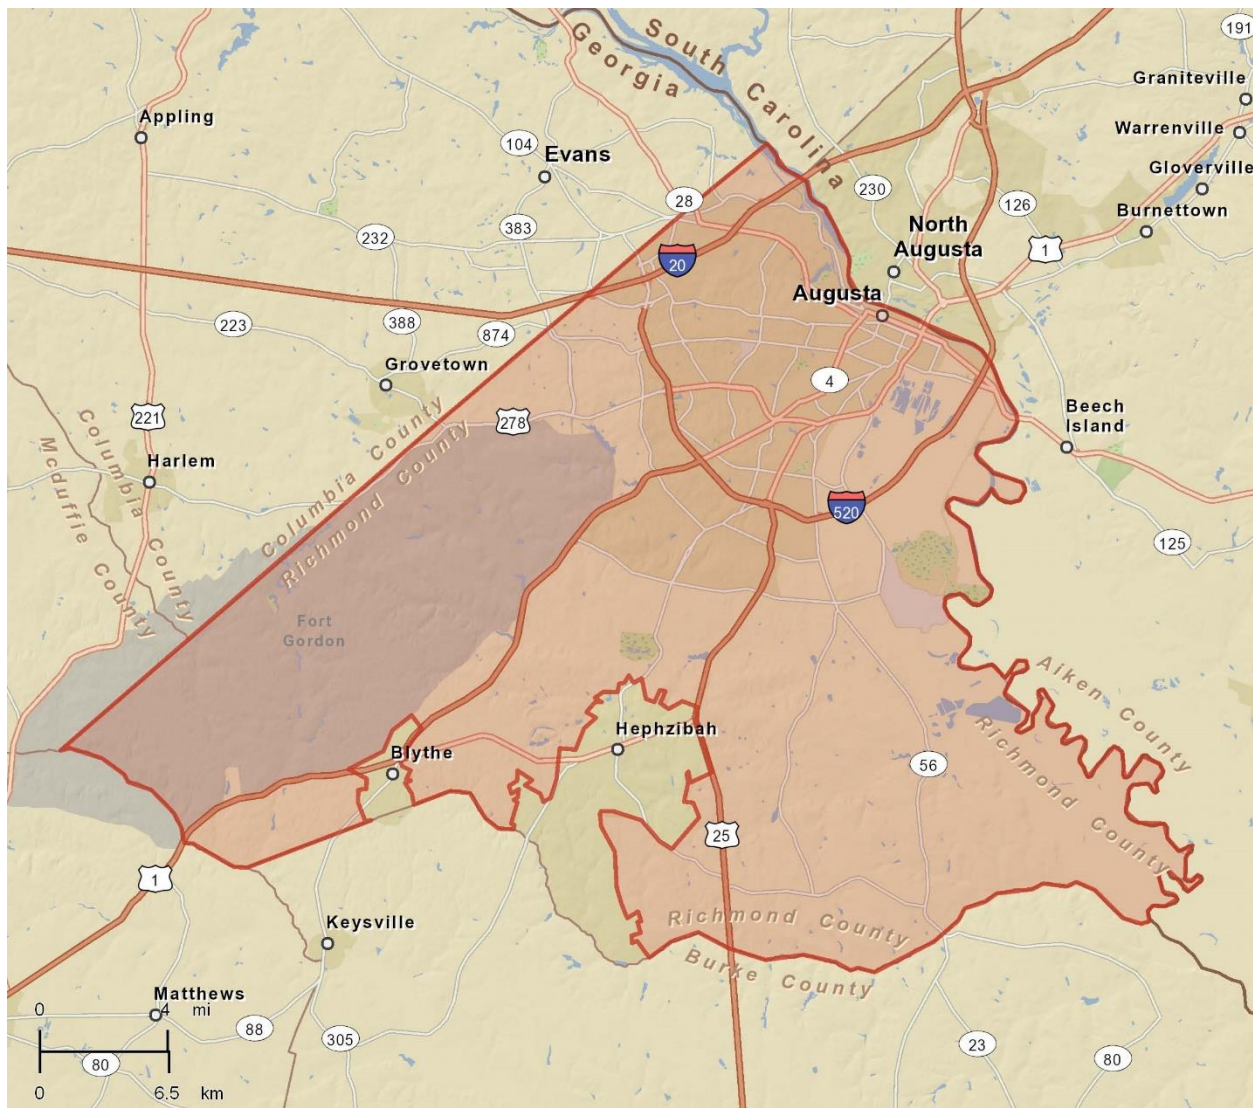 South Carolina
Georgia
191
Graniteville
Appling
Warrenville
104
Evans
Gloverville
230
28
126
Burnettown
383
North
Augusta
232
1
20
Augusta
223
388
874
Grovetown
4
221
278
Beech
Island
Columbia County
Richmond County
Harlem
Columbia County
Mcduffie County
520
125
Fort
Gordon
Aiken County
Richmond County
Hephzibah
Blythe
56
25
1
Richmond County
Burke County
Keysville
Matthews
0 4 mi
88
305
23
80
80
0 6.5 km